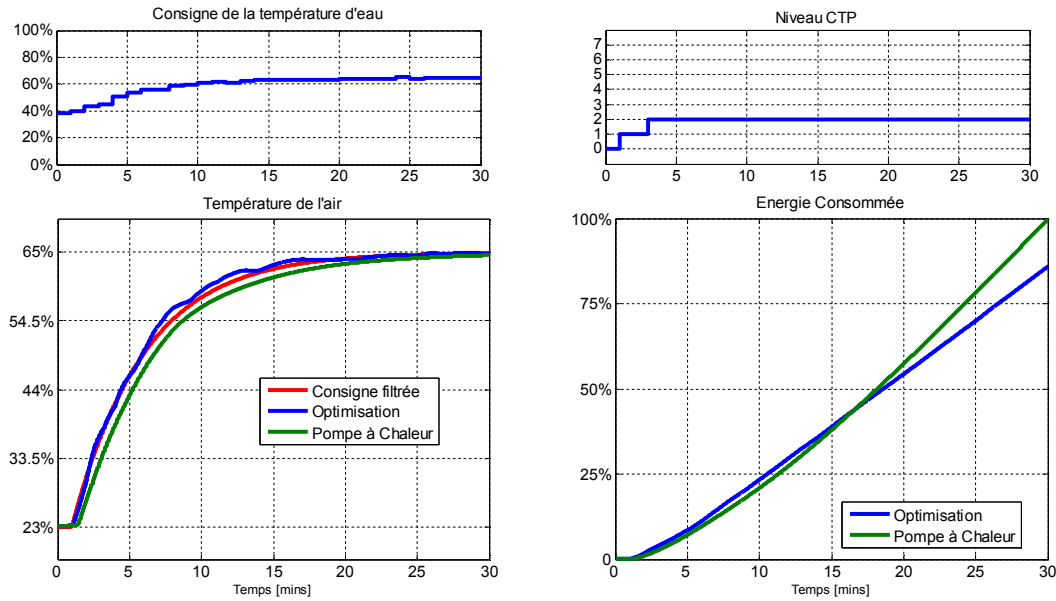 Consigne de la température d'eau
100%
80%
60%
40%
20%
0%
0 5 10 15 20 25 30
Niveau CTP
7
6
5
4
3
2
1
0
0 5 10 15 20 25 30
Température de l'air
65%
54.5%
44%
33.5%
23%
Consigne filtrée
Optimisation
Pompe à Chaleur
0 5 10 15 20 25 30
Temps [mins]
Energie Consommée
100%
75%
50%
25%
0
Optimisation
Pompe à Chaleur
0 5 10 15 20 25 30
Temps [mins]